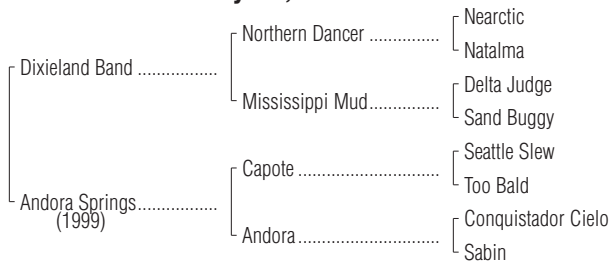 Nearctic
Northern Dancer ...............
Natalma
Dixieland Band .................
Delta Judge
Mississippi Mud...............
Sand Buggy
Seattle Slew
Capote ..............................
Too Bald
Andora Springs.................
(1999)
Conquistador Cielo
Andora ..............................
Sabin